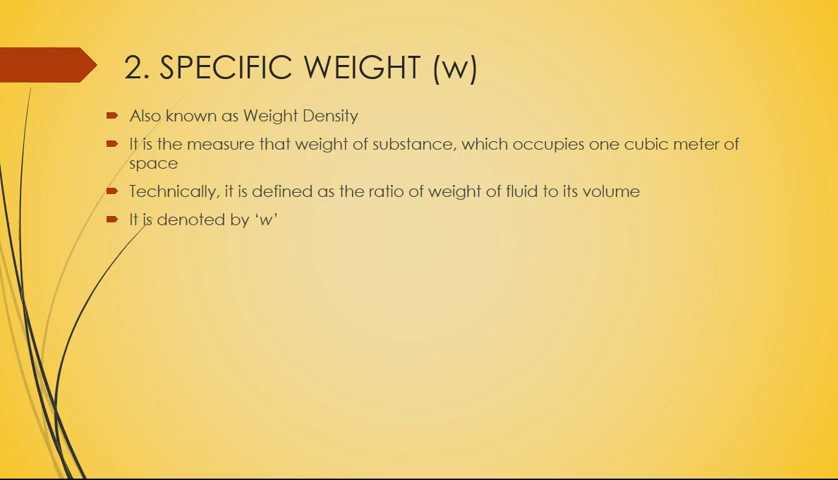 2. SPECIFIC WEIGHT (w)
Also known as Weight Density
It is the measure that weight of substance, which occupies one cubic meter of
space
Technically, it is defined as the ratio of weight of fluid to its volume
It is denoted by ‘w’